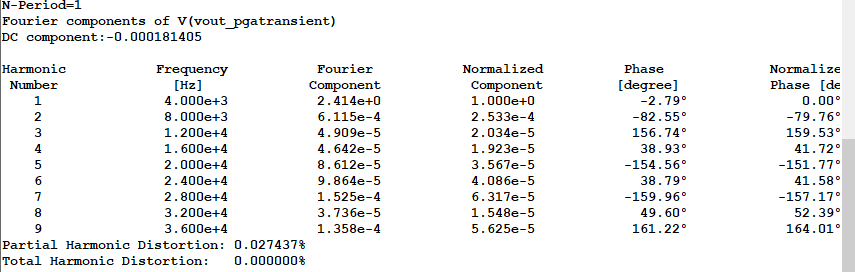 N-Period=1
Fourier components of V(vout_pgatransient)
DC component:-0.000181405
Harmonic Frequency Fourier Normalized Phase Normalize
Number [Hz] Component Component [degree] Phase [de
1 4.000e+3 2.414e+0 1.000e+0 -2.79° 0.00°
2 8.000e+3 6.115e-4 2.533e-4 -82.55° -79.76°
3 1.200e+4 4.909e-5 2.034e-5 156.74° 159.53°
4 1.600e+4 4.642e-5 1.923e-5 38.93° 41.72°
5 2.000e+4 8.612e-5 3.567e-5 -154.56° -151.77°
6 2.400e+4 9.864e-5 4.086e-5 38.79° 41.58°
7 2.800e+4 1.525e-4 6.317e-5 -159.96° -157.17°
8 3.200e+4 3.736e-5 1.548e-5 49.60° 52.39°
9 3.600e+4 1.358e-4 5.625e-5 161.22° 164.01°
Partial Harmonic Distortion: 0.027437%
Total Harmonic Distortion: 0.000000%